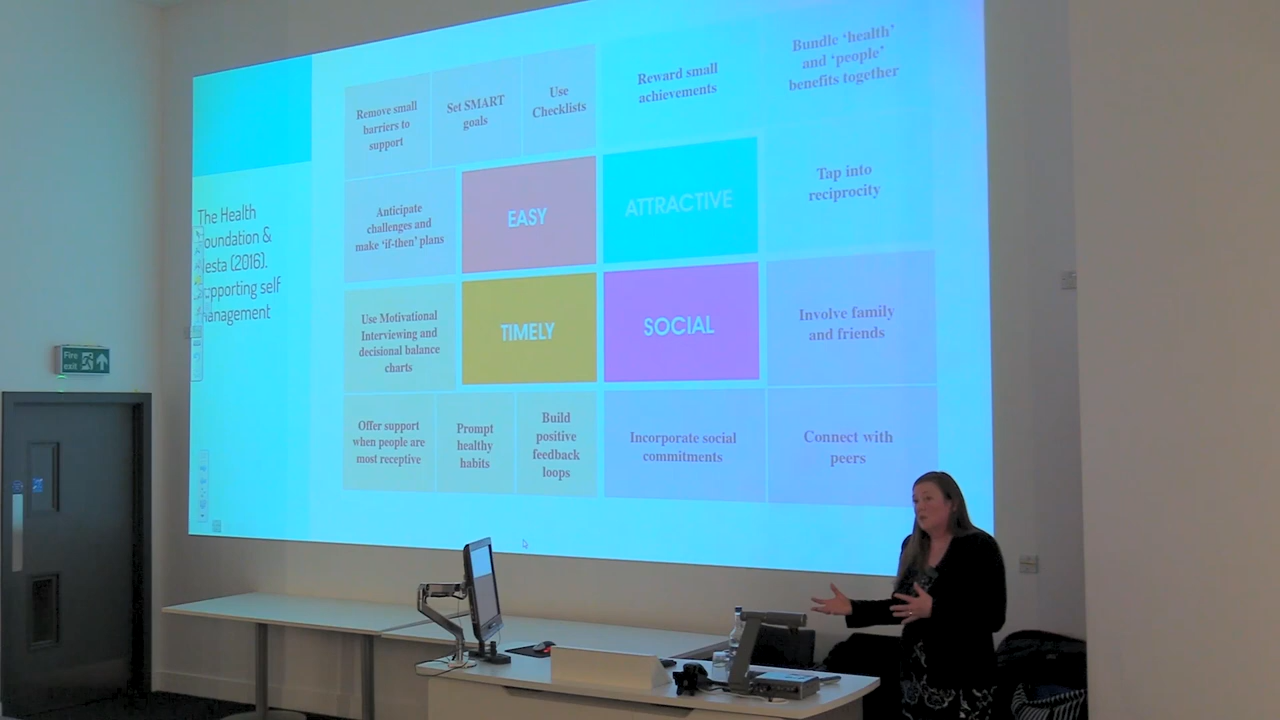 The Health
oundation &
esta (2016).
pporting self
anagement
Remove small
barriers to
support
Set SMART
goals
Use
Checklists
Reward small
achievements
Bundle ‘health’
and ‘people’
benefits together
Anticipate
challenges and
make ‘if-then’ plans
EASY
ATTRACTIVE
Tap into
reciprocity
Use Motivational
Interviewing and
decisional balance
charts
TIMELY
SOCIAL
Involve family
and friends
Offer support
when people are
most receptive
Prompt
healthy
habits
Build
positive
feedback
loops
Incorporate social
commitments
Connect with
peers
Fire
exit